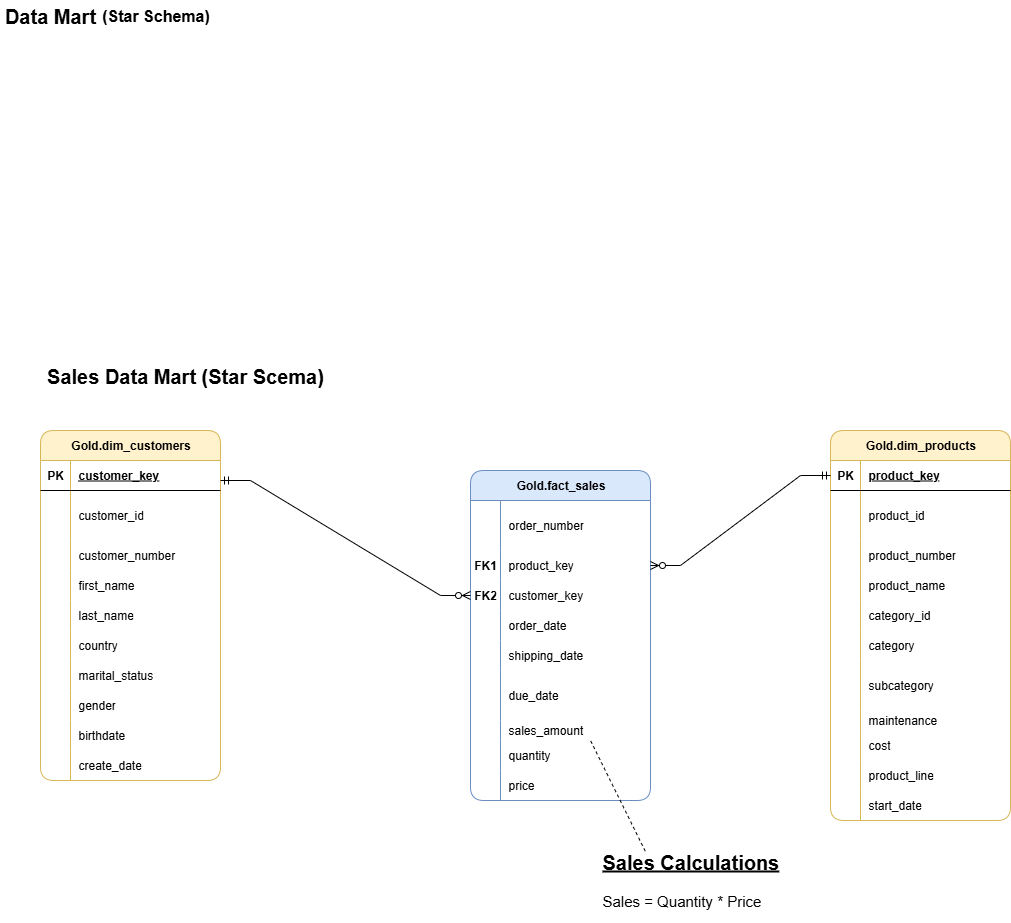 Data Mart (Star Schema)
Sales Data Mart (Star Scema)
Gold.dim_customers
PK customer_key
customer_id
customer_number
first_name
last_name
country
marital_status
gender
birthdate
create_date
Gold.fact_sales
order_number
FK1 product_key
FK2 customer_key
order_date
shipping_date
due_date
sales_amount
quantity
price
Gold.dim_products
PK product_key
product_id
product_number
product_name
category_id
category
subcategory
maintenance
cost
product_line
start_date
Sales Calculations
Sales = Quantity * Price